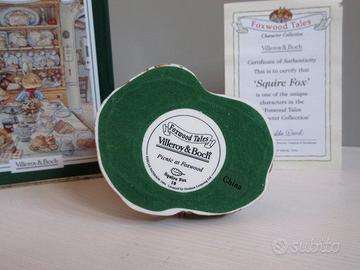 Foxwood Tales
Character Collection
Villeroy & Boch
Certificate of Authenticity
This is to certify that
'Squire Fox'
is one of the unique
characters in the
'Foxwood Tales
Collection'
Villeroy & Boch
Foxwood Tales
Villeroy & Boch
Picnic at Foxwood
Squire Fox
18
China
subito